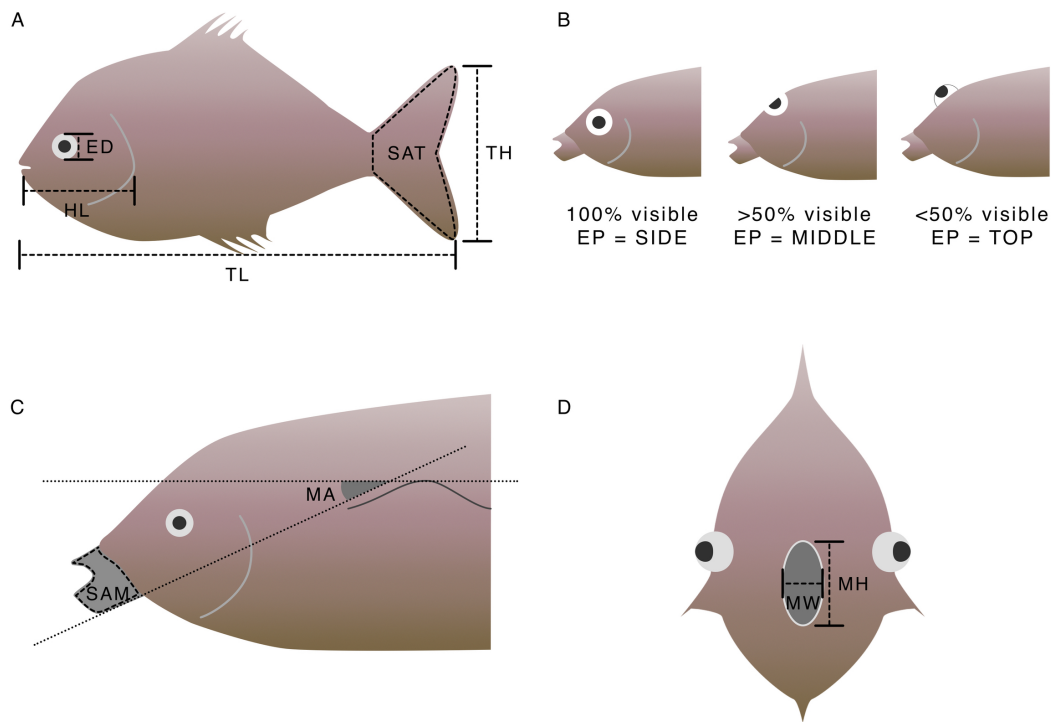 A
ED
SAT
TH
HL
TL
B
100% visible
EP = SIDE
>50% visible
EP = MIDDLE
<50% visible
EP = TOP
C
MA
SAM
D
MH
MW